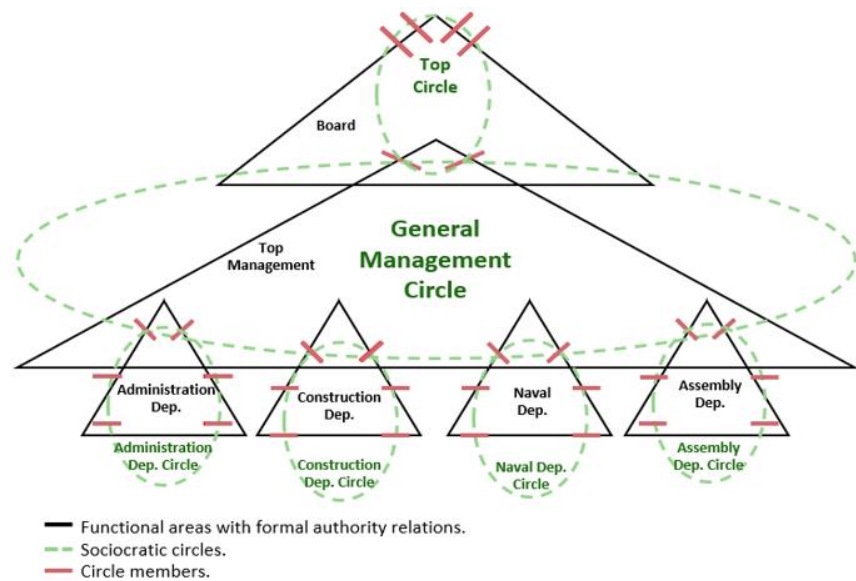 Top
Circle
Board
General
Management
Circle
Top
Management
Administration
Dep.
Construction
Dep.
Naval
Dep.
Assembly
Dep.
Administration
Dep. Circle
Construction
Dep. Circle
Naval Dep.
Circle
Assembly
Dep. Circle
Functional areas with formal authority relations.
Sociocratic circles.
Circle members.